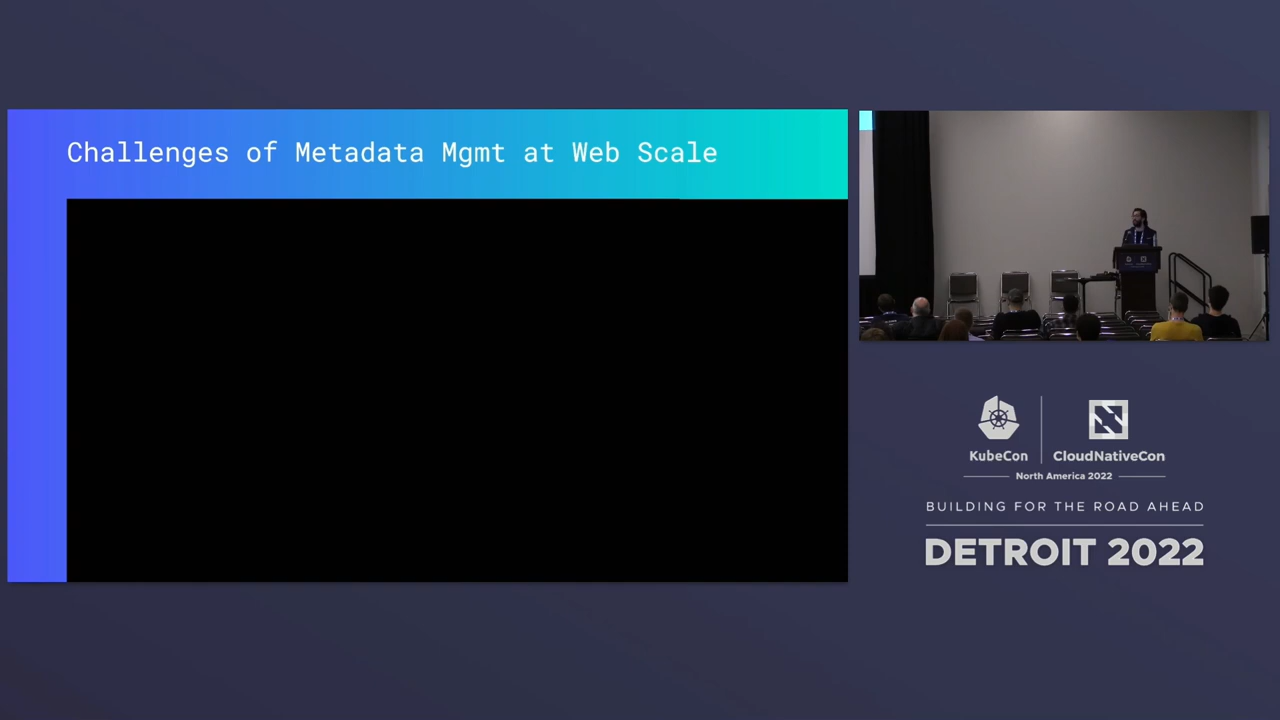 Challenges of Metadata Mgmt at Web Scale
KubeCon
CloudNativeCon
North America 2022
BUILDING FOR THE ROAD AHEAD
DETROIT 2022